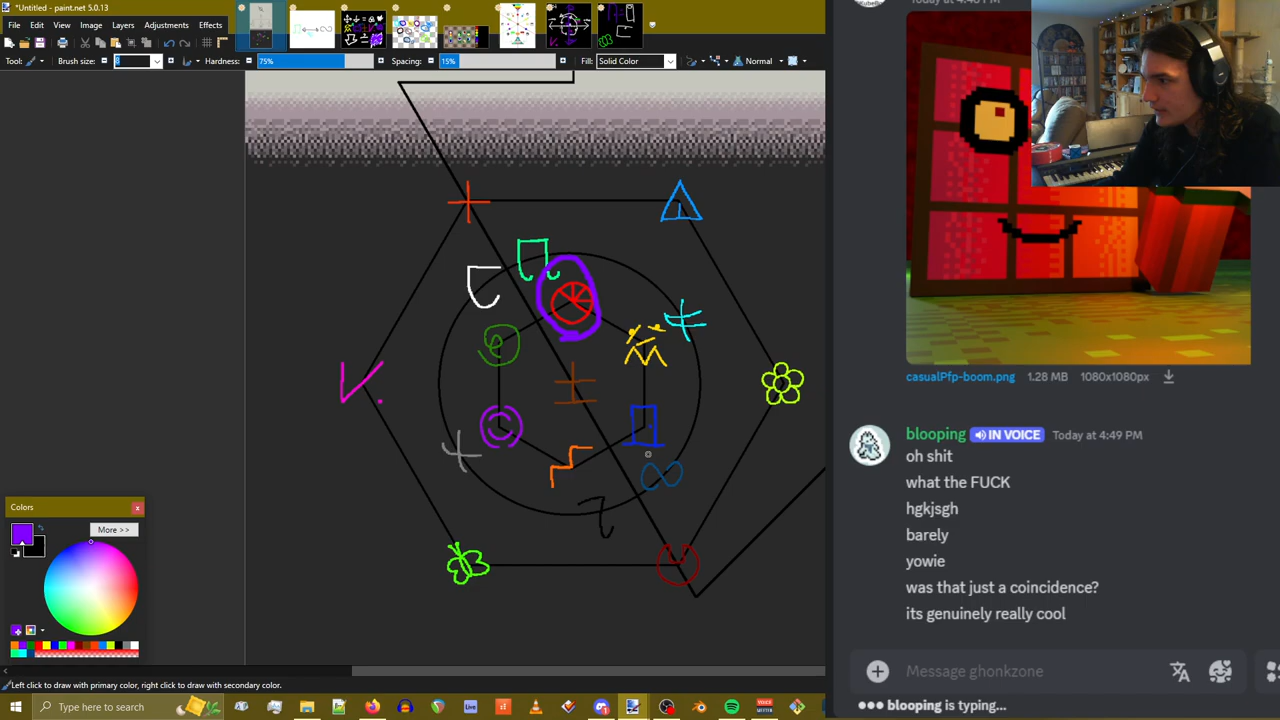 *Untitled - paint.net 5.0.13
File Edit View Image Layers Adjustments Effects
Tool: Brush size: Hardness: 75% Spacing: 15% Fill: Solid Color Normal
casualPfp-boom.png 1.28 MB 1080x1080px
blooping IN VOICE Today at 4:49 PM
oh shit
what the FUCK
hgkjsgh
barely
yowie
was that just a coincidence?
its genuinely really cool
Colors
More >>
Message ghonkzone
blooping is typing...
Left click to draw with primary color, right click to draw with secondary color.
Type here to search